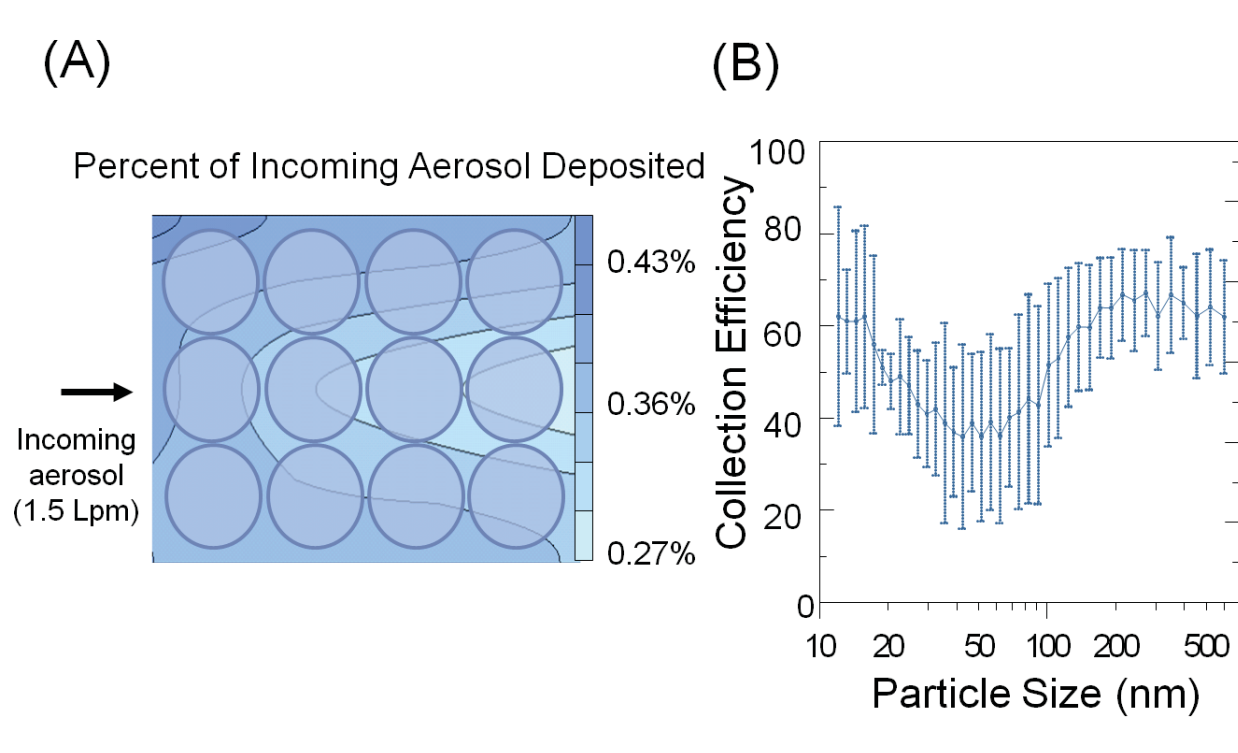 (A)
Percent of Incoming Aerosol Deposited
0.43%
0.36%
0.27%
Incoming
aerosol
(1.5 Lpm)
(B)
Collection Efficiency
100
80
60
40
20
0
10 20 50 100 200 500
Particle Size (nm)